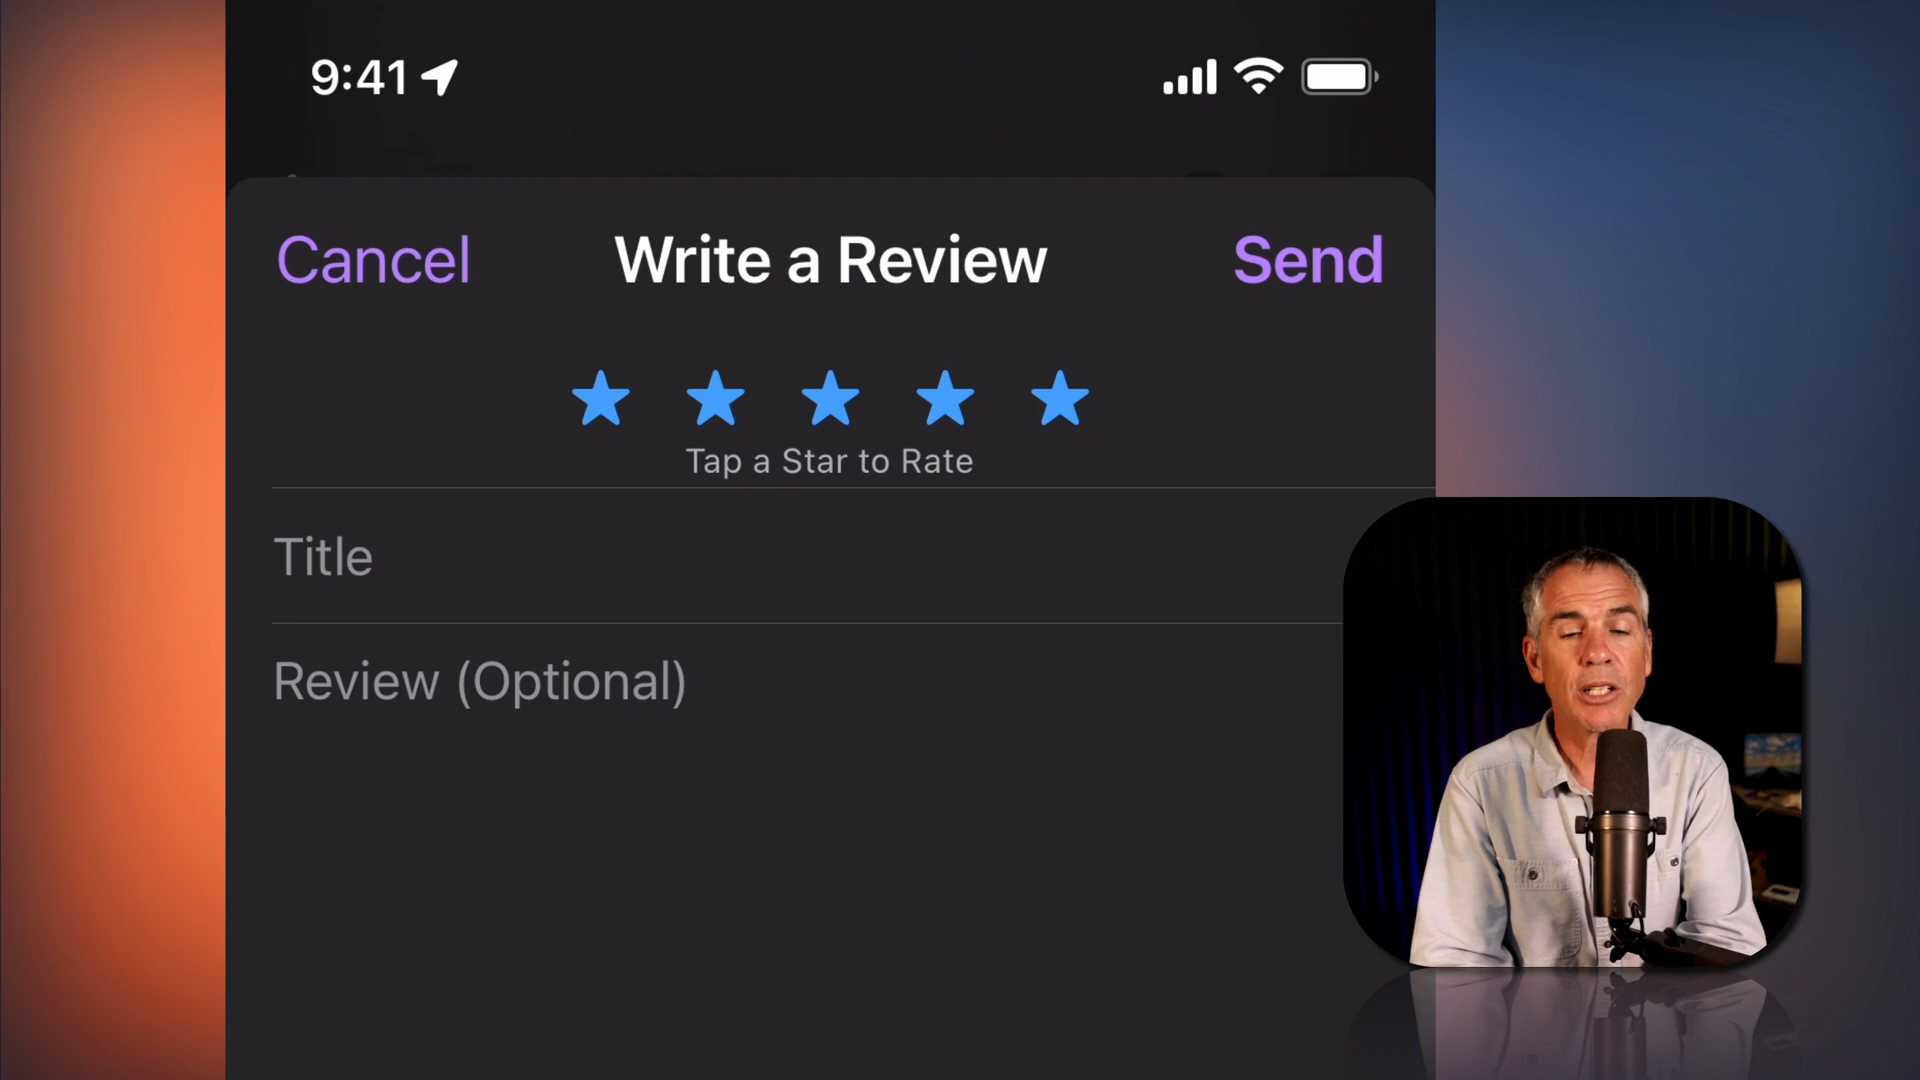 9:41
Cancel
Write a Review
Send
Tap a Star to Rate
Title
Review (Optional)